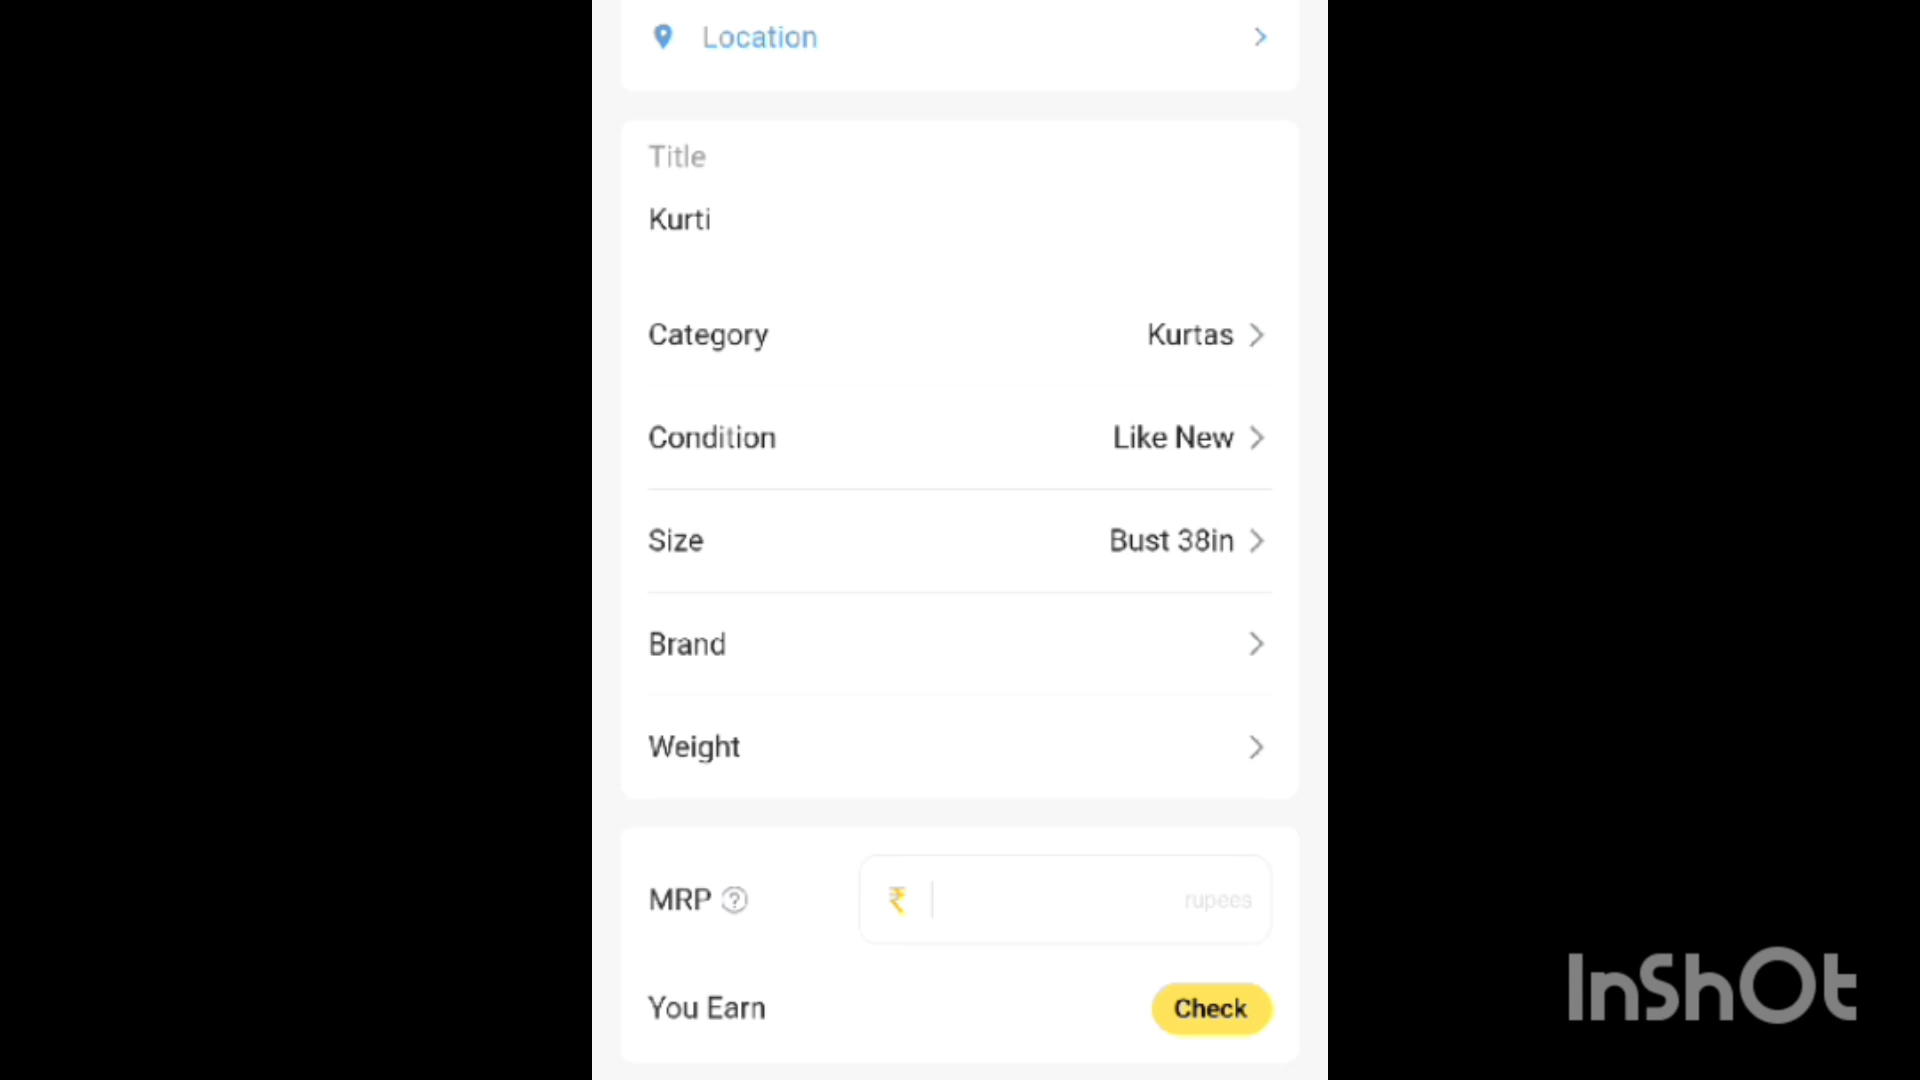 Location
Title
Kurti
Category Kurtas
Condition Like New
Size Bust 38in
Brand
Weight
MRP ? ₹ rupees
You Earn Check
InShOt